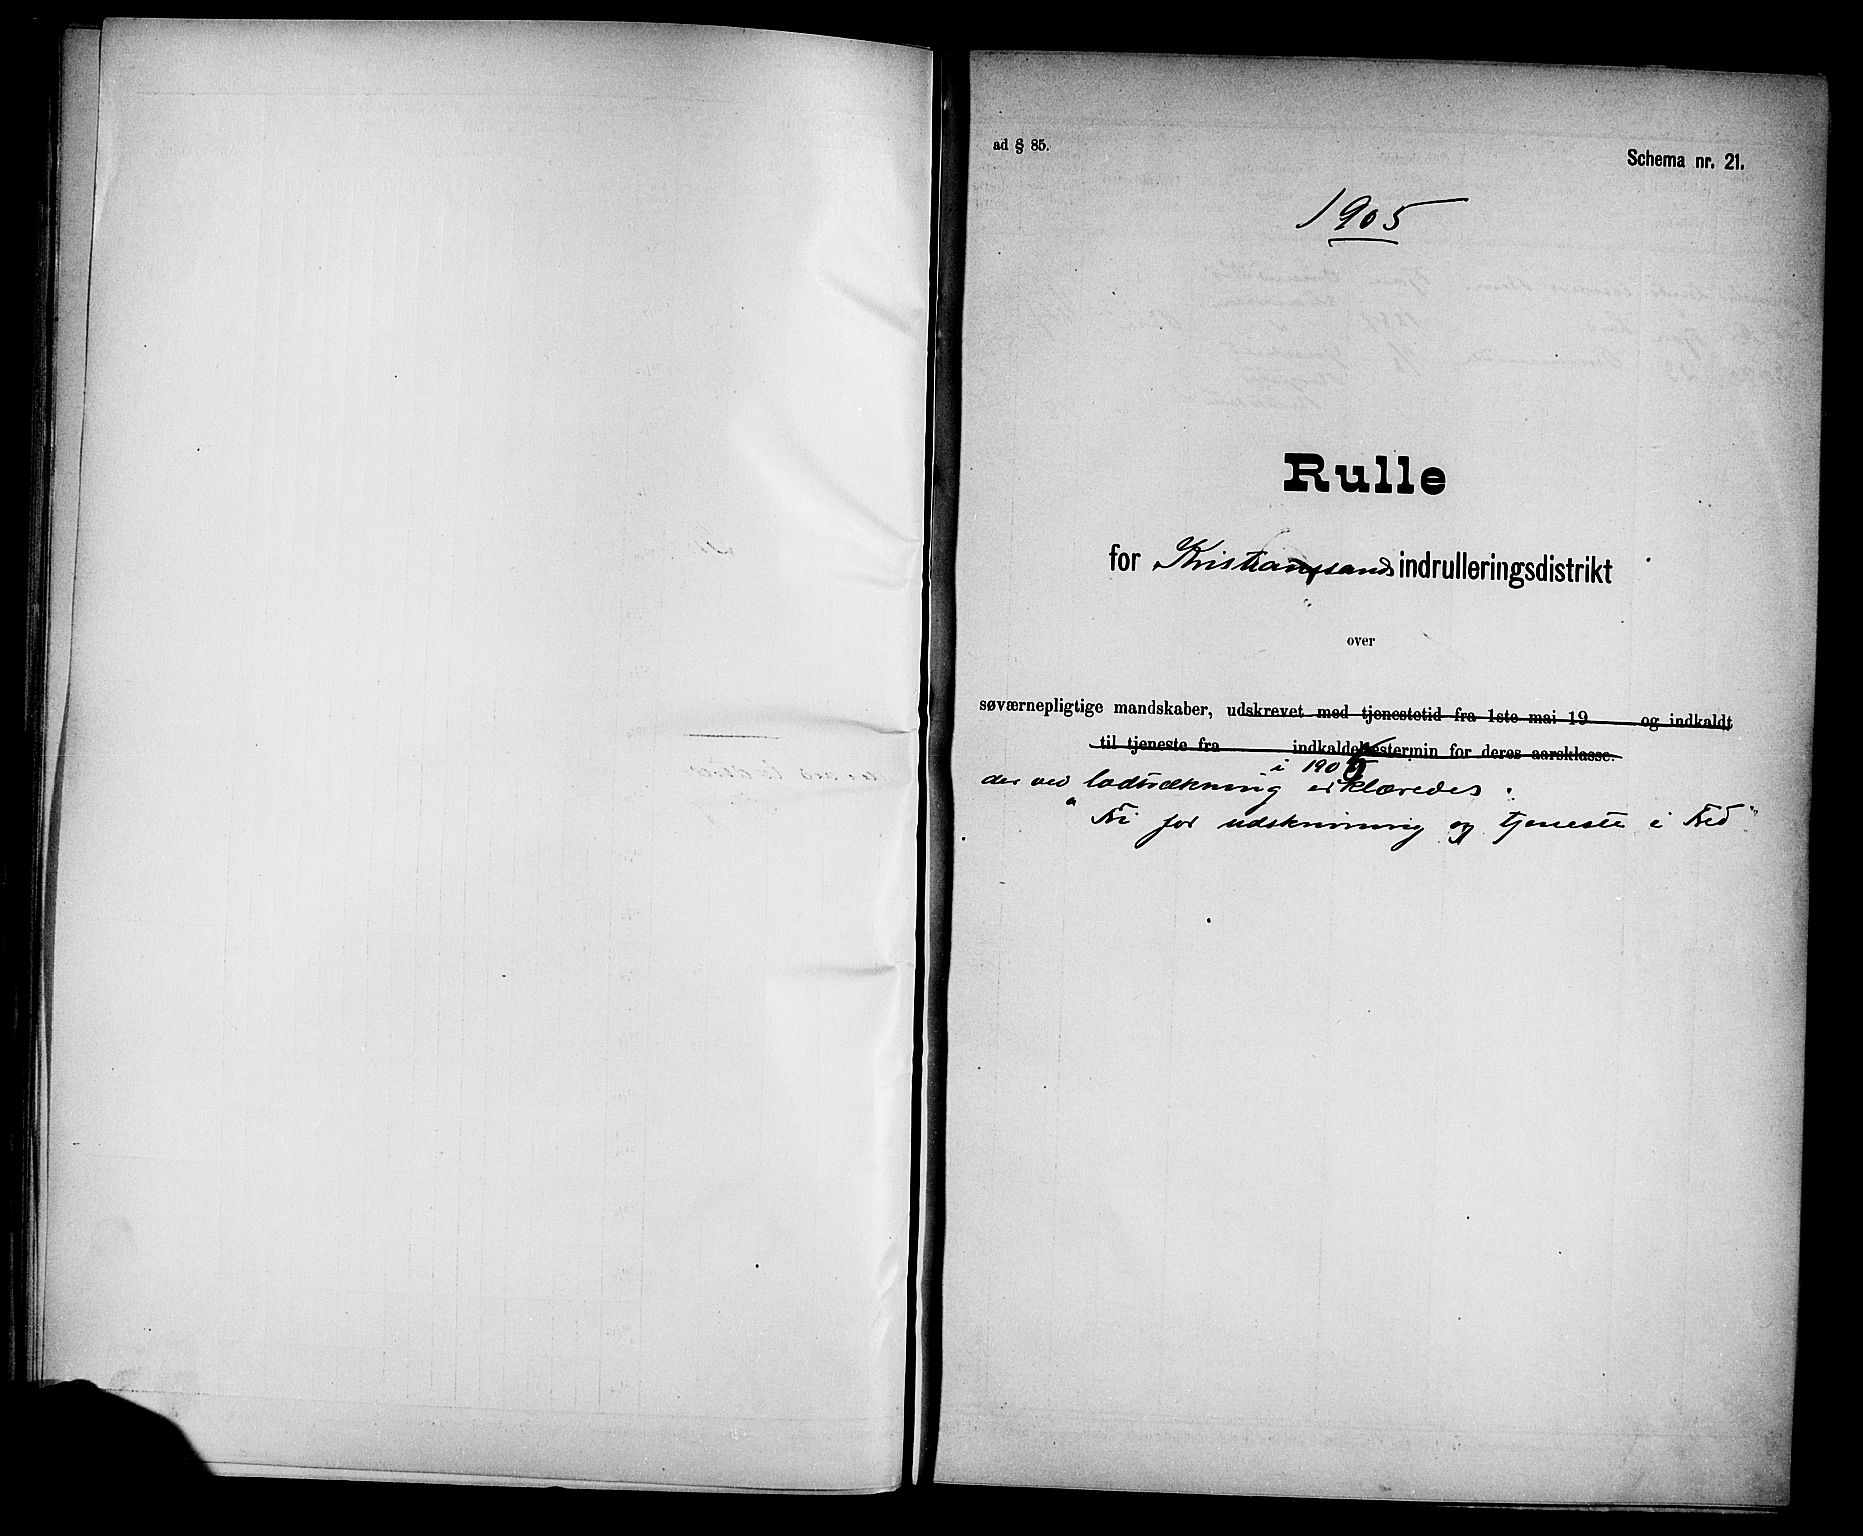 ad § 85.
Schema nr. 21.
1905
Rulle
for Kristianssands indrulleringsdistrikt
over
søværnepligtige mandskaber, udskrevet med tjenestetid fra 1ste mai 19 og indkaldt
til tjeneste fra indkaldelsestermin for deres aarsklasse.
i 1905
der ved lodtrækning erklæredes
"Fri for udskrivning og tjeneste i Fred"